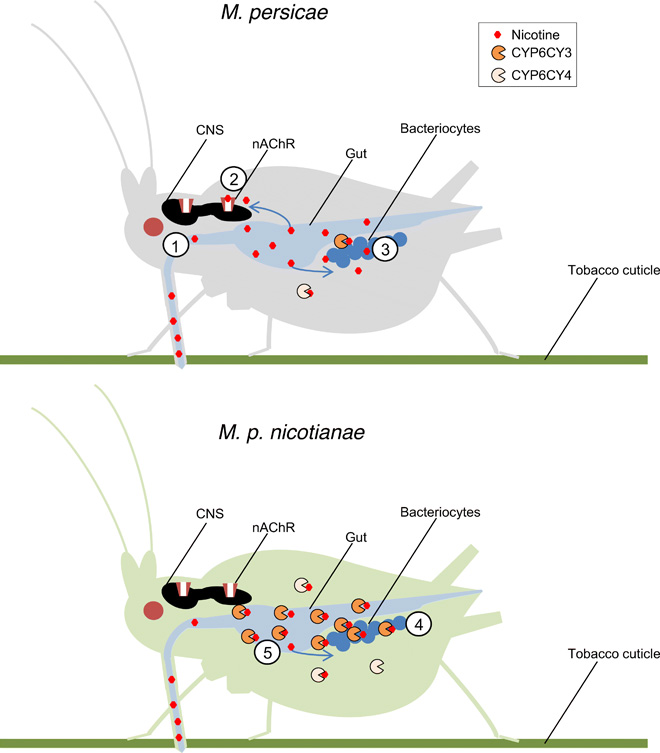 M. persicae
Nicotine
CYP6CY3
CYP6CY4
CNS
nAChR
Gut
Bacteriocytes
2
1
3
Tobacco cuticle
M. p. nicotianae
CNS
nAChR
Gut
Bacteriocytes
4
5
Tobacco cuticle